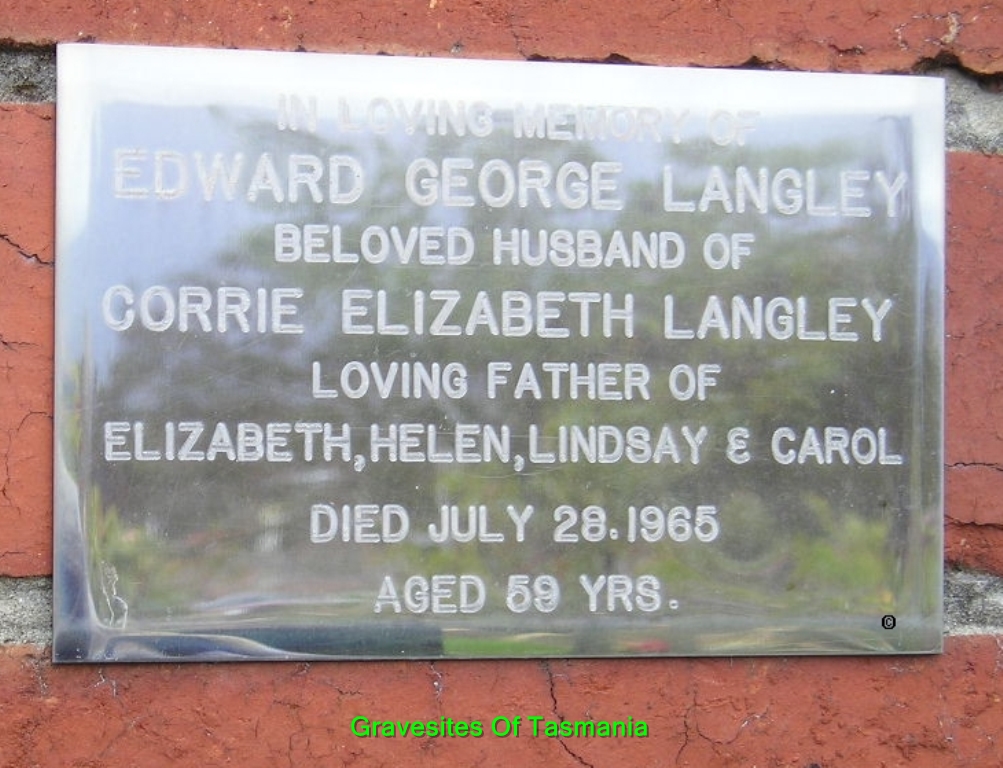 IN LOVING MEMORY OF
EDWARD GEORGE LANGLEY
BELOVED HUSBAND OF
CORRIE ELIZABETH LANGLEY
LOVING FATHER OF
ELIZABETH, HELEN, LINDSAY & CAROL
DIED JULY 28. 1965
AGED 59 YRS.
©
Gravesites Of Tasmania